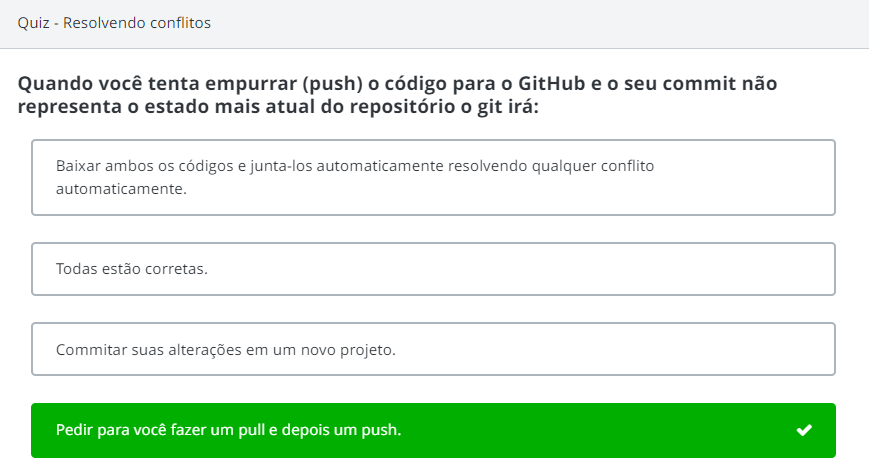 Quiz - Resolvendo conflitos
Quando você tenta empurrar (push) o código para o GitHub e o seu commit não
representa o estado mais atual do repositório o git irá:
Baixar ambos os códigos e junta-los automaticamente resolvendo qualquer conflito
automaticamente.
Todas estão corretas.
Commitar suas alterações em um novo projeto.
Pedir para você fazer um pull e depois um push.